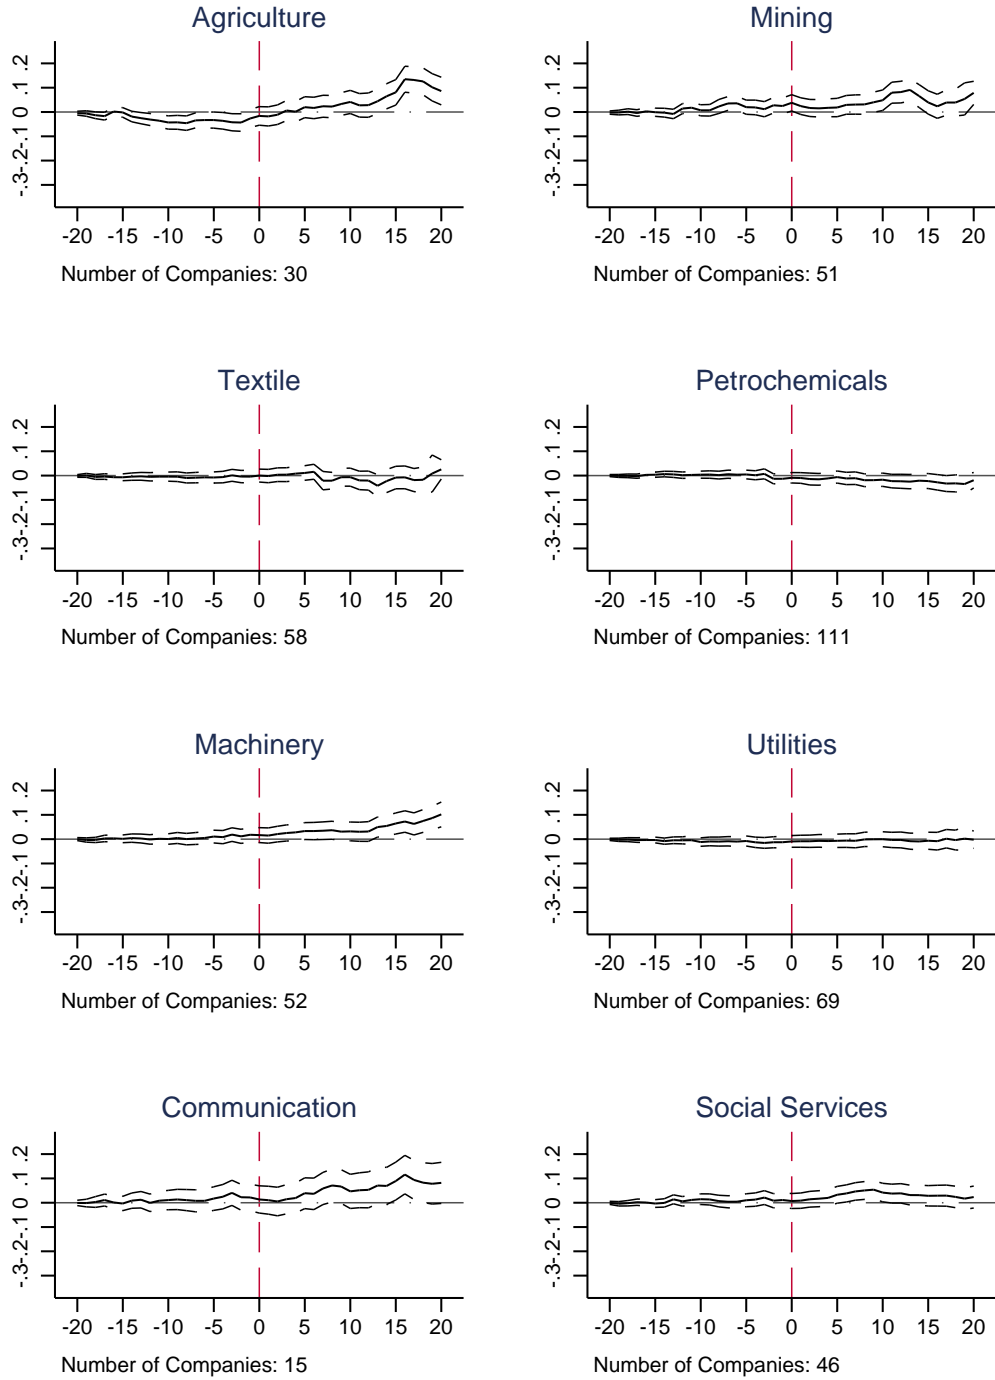 Agriculture
.2
.1
0
-.1
-.2
-.3
-20 -15 -10 -5 0 5 10 15 20
Number of Companies: 30
Mining
.2
.1
0
-.1
-.2
-.3
-20 -15 -10 -5 0 5 10 15 20
Number of Companies: 51
Textile
.2
.1
0
-.1
-.2
-.3
-20 -15 -10 -5 0 5 10 15 20
Number of Companies: 58
Petrochemicals
.2
.1
0
-.1
-.2
-.3
-20 -15 -10 -5 0 5 10 15 20
Number of Companies: 111
Machinery
.2
.1
0
-.1
-.2
-.3
-20 -15 -10 -5 0 5 10 15 20
Number of Companies: 52
Utilities
.2
.1
0
-.1
-.2
-.3
-20 -15 -10 -5 0 5 10 15 20
Number of Companies: 69
Communication
.2
.1
0
-.1
-.2
-.3
-20 -15 -10 -5 0 5 10 15 20
Number of Companies: 15
Social Services
.2
.1
0
-.1
-.2
-.3
-20 -15 -10 -5 0 5 10 15 20
Number of Companies: 46